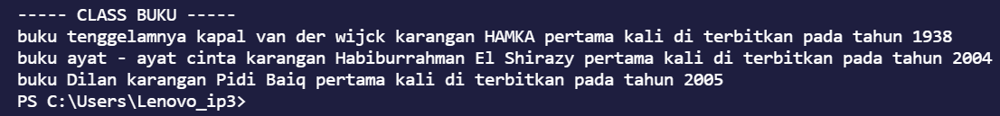 ----- CLASS BUKU -----
buku tenggelamnya kapal van der wijck karangan HAMKA pertama kali di terbitkan pada tahun 1938
buku ayat - ayat cinta karangan Habiburrahman El Shirazy pertama kali di terbitkan pada tahun 2004
buku Dilan karangan Pidi Baiq pertama kali di terbitkan pada tahun 2005
PS C:\Users\Lenovo_ip3>